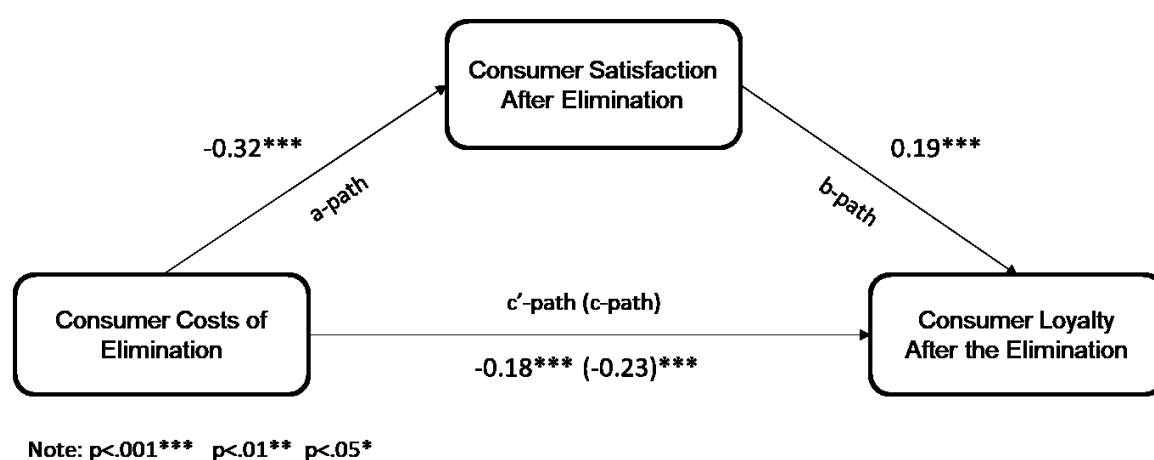 Consumer Satisfaction
After Elimination
-0.32***
0.19***
a-path
b-path
Consumer Costs of
Elimination
c’-path (c-path)
-0.18*** (-0.23)***
Consumer Loyalty
After the Elimination
Note: p<.001*** p<.01** p<.05*